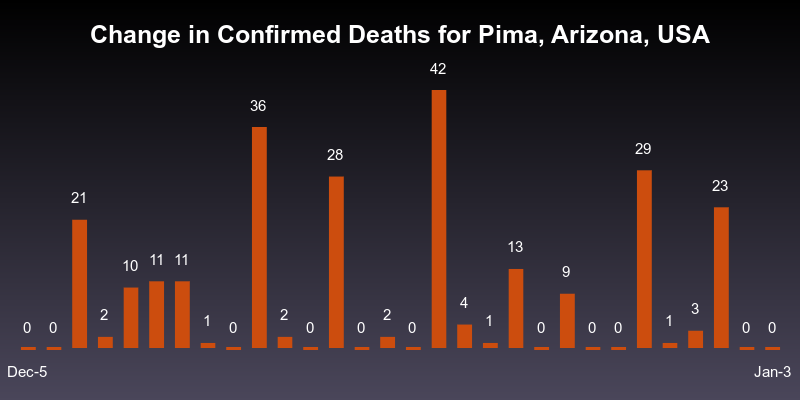 Change in Confirmed Deaths for Pima, Arizona, USA
0 0 21 2 10 11 11 1 0 36 2 0 28 0 2 0 42 4 1 13 0 9 0 0 29 1 3 23 0 0
Dec-5 Jan-3